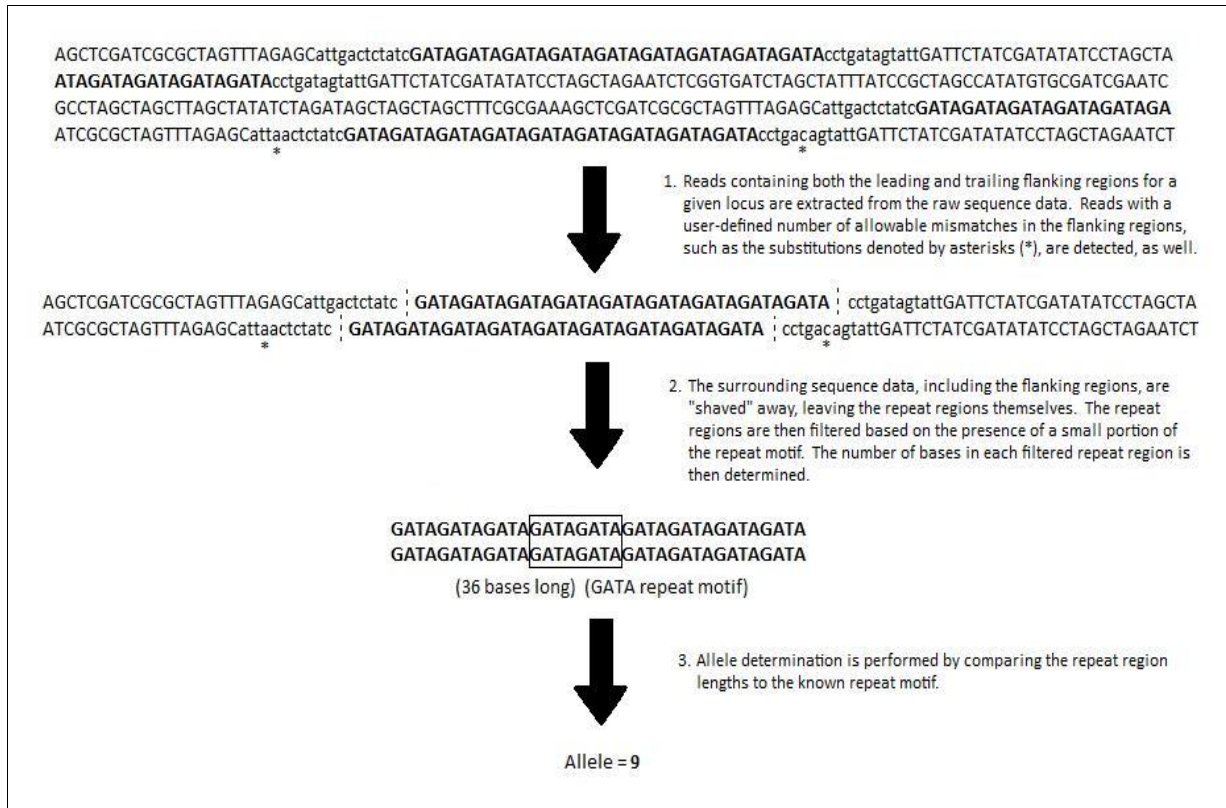 AGCTCGATCGCGCTAGTTTAGAGCattgactctatcGATAGATAGATAGATAGATAGATAGATAGATAGATAcctgatagtattGATTCTATCGATATATCCTAGCTA
ATAGATAGATAGATAGATAcctgatagtattGATTCTATCGATATATCCTAGCTAGAATCTCGGTGATCTAGCTATTTATCCGCTAGCCATATGTGCGATCGAATC
GCCTAGCTAGCTTAGCTATATCTAGATAGCTAGCTAGCTTTCGCGAAAGCTCGATCGCGCTAGTTTAGAGCattgactctatcGATAGATAGATAGATAGATAGA
ATCGCGCTAGTTTAGAGCattaactctatcGATAGATAGATAGATAGATAGATAGATAGATAGATAcctgacagtattGATTCTATCGATATATCCTAGCTAGAATCT
* *
1. Reads containing both the leading and trailing flanking regions for a
given locus are extracted from the raw sequence data. Reads with a
user-defined number of allowable mismatches in the flanking regions,
such as the substitutions denoted by asterisks (*), are detected, as well.
AGCTCGATCGCGCTAGTTTAGAGCattgactctatc GATAGATAGATAGATAGATAGATAGATAGATAGATA cctgatagtattGATTCTATCGATATATCCTAGCTA
ATCGCGCTAGTTTAGAGCattaactctatc GATAGATAGATAGATAGATAGATAGATAGATAGATA cctgacagtattGATTCTATCGATATATCCTAGCTAGAATCT
* *
2. The surrounding sequence data, including the flanking regions, are
"shaved" away, leaving the repeat regions themselves. The repeat
regions are then filtered based on the presence of a small portion of
the repeat motif. The number of bases in each filtered repeat region is
then determined.
GATAGATAGATAGATAGATAGATAGATAGATAGATA
GATAGATAGATAGATAGATAGATAGATAGATAGATA
(36 bases long) (GATA repeat motif)
3. Allele determination is performed by comparing the repeat region
lengths to the known repeat motif.
Allele = 9